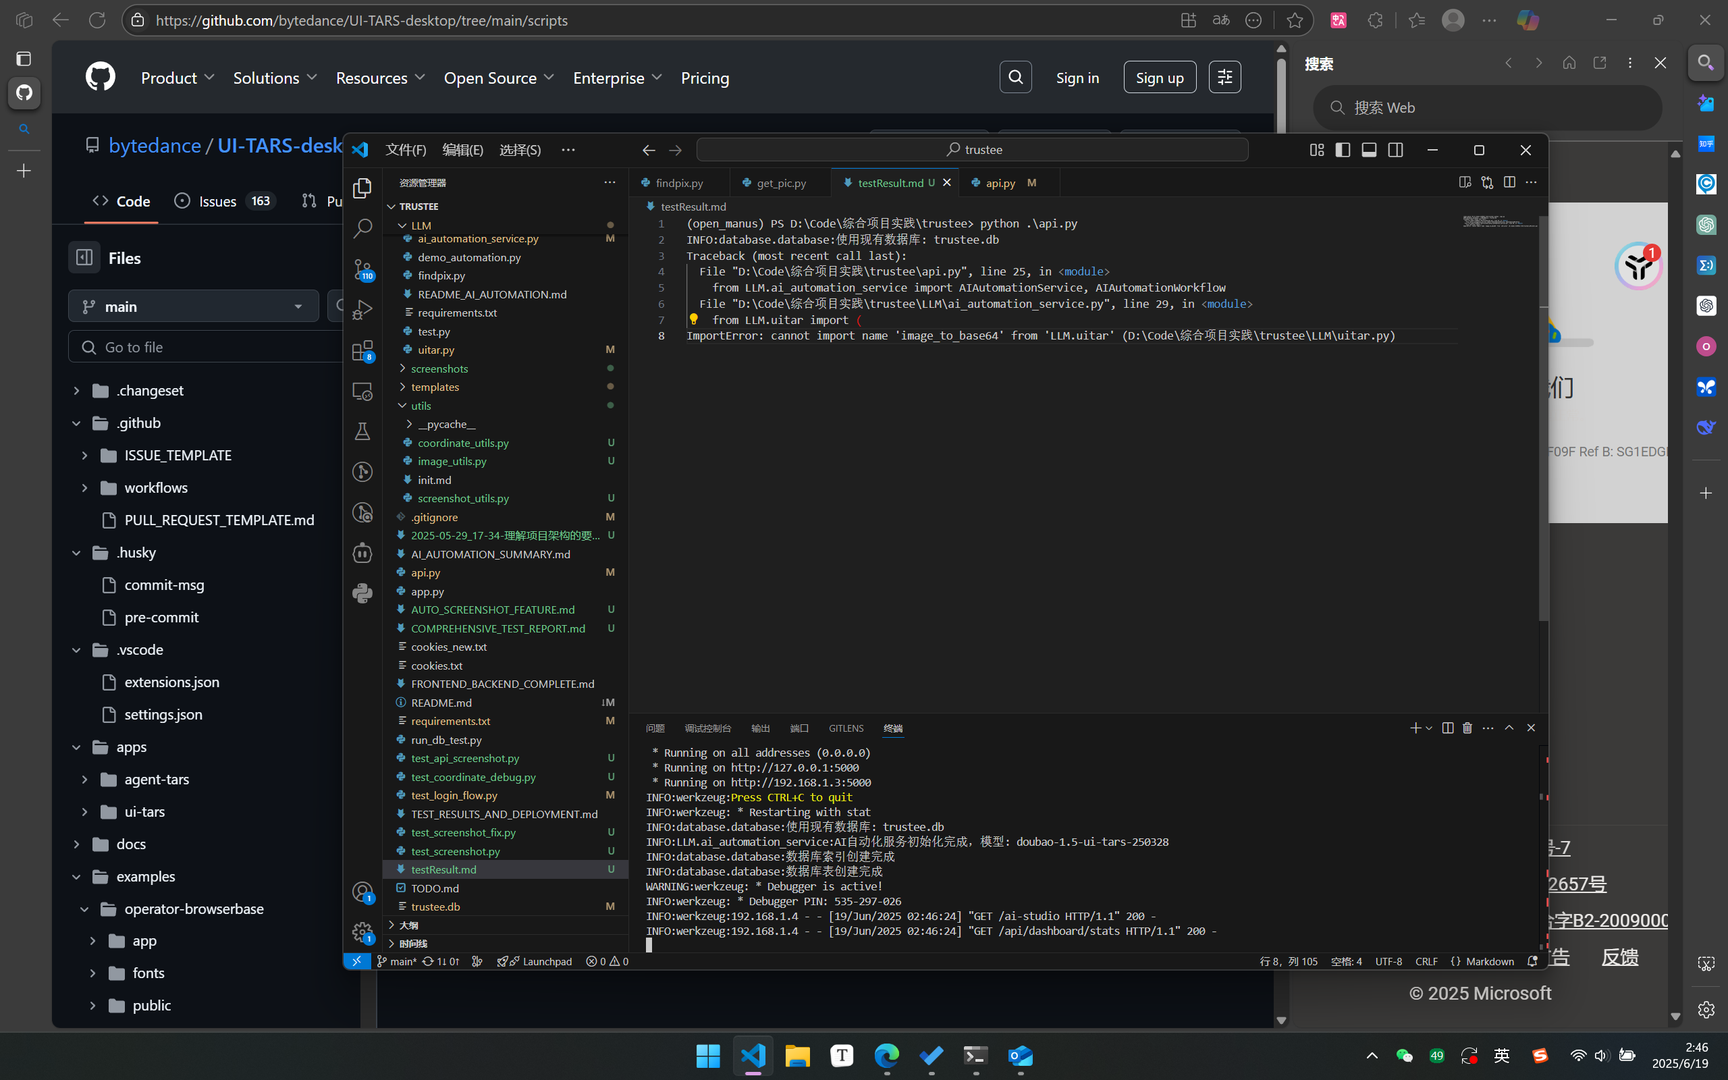 https://github.com/bytedance/UI-TARS-desktop/tree/main/scripts
Product
Solutions
Resources
Open Source
Enterprise
Pricing
Sign in
Sign up
bytedance / UI-TARS-desk
Code
Issues 163
Pu
Files
main
Go to file
.changeset
.github
ISSUE_TEMPLATE
workflows
PULL_REQUEST_TEMPLATE.md
.husky
commit-msg
pre-commit
.vscode
extensions.json
settings.json
apps
agent-tars
ui-tars
docs
examples
operator-browserbase
app
fonts
public
文件(F)
编辑(E)
选择(S)
trustee
资源管理器
TRUSTEE
LLM
ai_automation_service.py M
demo_automation.py
findpix.py
README_AI_AUTOMATION.md
requirements.txt
test.py
uitar.py M
screenshots
templates
utils
__pycache__
coordinate_utils.py U
image_utils.py U
init.md
screenshot_utils.py U
.gitignore M
2025-05-29_17-34-理解项目架构的要... U
AI_AUTOMATION_SUMMARY.md
api.py M
app.py
AUTO_SCREENSHOT_FEATURE.md U
COMPREHENSIVE_TEST_REPORT.md U
cookies_new.txt
cookies.txt
FRONTEND_BACKEND_COMPLETE.md
README.md ↓M
requirements.txt M
run_db_test.py
test_api_screenshot.py U
test_coordinate_debug.py U
test_login_flow.py M
TEST_RESULTS_AND_DEPLOYMENT.md
test_screenshot_fix.py U
test_screenshot.py U
testResult.md U
TODO.md
trustee.db M
大纲
时间线
110
8
1
1
findpix.py
get_pic.py
testResult.md U
api.py M
testResult.md
1 (open_manus) PS D:\Code\综合项目实践\trustee> python .\api.py
2 INFO:database.database:使用现有数据库: trustee.db
3 Traceback (most recent call last):
4 File "D:\Code\综合项目实践\trustee\api.py", line 25, in <module>
5 from LLM.ai_automation_service import AIAutomationService, AIAutomationWorkflow
6 File "D:\Code\综合项目实践\trustee\LLM\ai_automation_service.py", line 29, in <module>
7 from LLM.uitar import (
8 ImportError: cannot import name 'image_to_base64' from 'LLM.uitar' (D:\Code\综合项目实践\trustee\LLM\uitar.py)
问题
调试控制台
输出
端口
GITLENS
终端
* Running on all addresses (0.0.0.0)
* Running on http://127.0.0.1:5000
* Running on http://192.168.1.3:5000
INFO:werkzeug:Press CTRL+C to quit
INFO:werkzeug: * Restarting with stat
INFO:database.database:使用现有数据库: trustee.db
INFO:LLM.ai_automation_service:AI自动化服务初始化完成, 模型: doubao-1.5-ui-tars-250328
INFO:database.database:数据库索引创建完成
INFO:database.database:数据库表创建完成
WARNING:werkzeug: * Debugger is active!
INFO:werkzeug: * Debugger PIN: 535-297-026
INFO:werkzeug:192.168.1.4 - - [19/Jun/2025 02:46:24] "GET /ai-studio HTTP/1.1" 200 -
INFO:werkzeug:192.168.1.4 - - [19/Jun/2025 02:46:24] "GET /api/dashboard/stats HTTP/1.1" 200 -
main* 1↓ 0↑
Launchpad
0 0
行 8, 列 105
空格: 4
UTF-8
CRLF
{} Markdown
搜索
搜索 Web
1
们
F09F Ref B: SG1EDG
号-7
2657号
合字B2-2009000
告
反馈
© 2025 Microsoft
知乎
49
英
2:46
2025/6/19